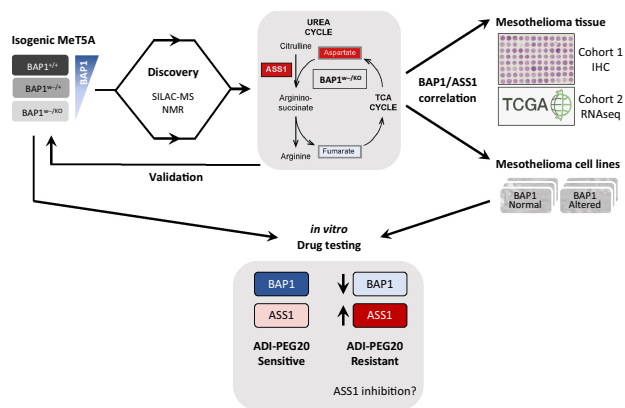 Isogenic MeT5A
BAP1+/+
BAP1w-/+
BAP1w-/KO
BAP1
Discovery
SILAC-MS
NMR
Validation
UREA
CYCLE
Citrulline
Aspartate
ASS1
BAP1w-/KO
Arginino-
succinate
TCA
CYCLE
Arginine
Fumarate
BAP1/ASS1
correlation
Mesothelioma tissue
Cohort 1
IHC
TCGA
Cohort 2
RNAseq
Mesothelioma cell lines
BAP1
Normal
BAP1
Altered
in vitro
Drug testing
BAP1
ASS1
ADI-PEG20
Sensitive
BAP1
ASS1
ADI-PEG20
Resistant
ASS1 inhibition?